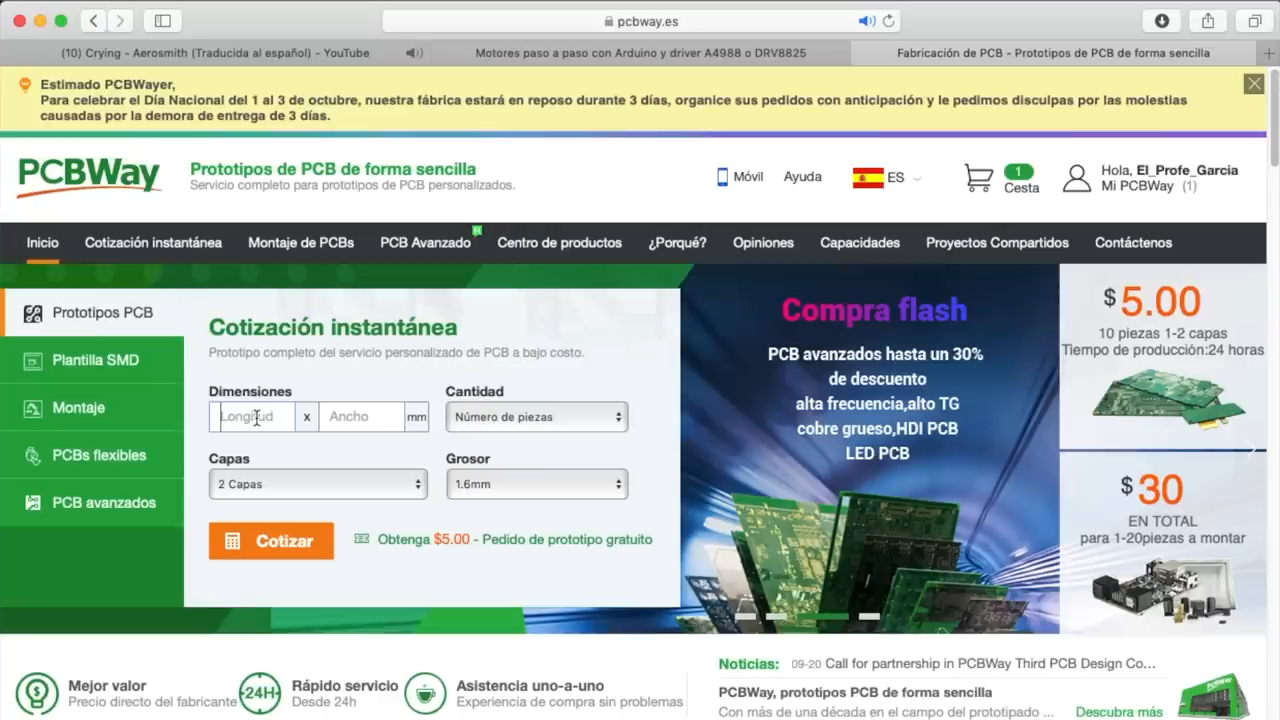 pcbway.es
(10) Crying - Aerosmith (Traducida al español) - YouTube
Motores paso a paso con Arduino y driver A4988 o DRV8825
Fabricación de PCB - Prototipos de PCB de forma sencilla
Estimado PCBWayer,
Para celebrar el Día Nacional del 1 al 3 de octubre, nuestra fábrica estará en reposo durante 3 días, organice sus pedidos con anticipación y le pedimos disculpas por las molestias
causadas por la demora de entrega de 3 días.
PCBWay
Prototipos de PCB de forma sencilla
Servicio completo para prototipos de PCB personalizados.
Móvil
Ayuda
ES
1
Cesta
Hola, El_Profe_Garcia
Mi PCBWay (1)
Inicio
Cotización instantánea
Montaje de PCBs
PCB Avanzado
N
Centro de productos
¿Porqué?
Opiniones
Capacidades
Proyectos Compartidos
Contáctenos
Prototipos PCB
Plantilla SMD
Montaje
PCBs flexibles
PCB avanzados
Cotización instantánea
Prototipo completo del servicio personalizado de PCB a bajo costo.
Dimensiones
Longitud x Ancho mm
Cantidad
Número de piezas
Capas
2 Capas
Grosor
1.6mm
Cotizar
Obtenga $5.00 - Pedido de prototipo gratuito
Compra flash
PCB avanzados hasta un 30%
de descuento
alta frecuencia,alto TG
cobre grueso,HDI PCB
LED PCB
$5.00
10 piezas 1-2 capas
Tiempo de producción:24 horas
$30
EN TOTAL
para 1-20piezas a montar
Mejor valor
Precio directo del fabricante
24H
Rápido servicio
Desde 24h
Asistencia uno-a-uno
Experiencia de compra sin problemas
Noticias: 09-20 Call for partnership in PCBWay Third PCB Design Co...
PCBWay, prototipos PCB de forma sencilla
Con más de una década en el campo del prototipado ...
Descubra más
PCBWay